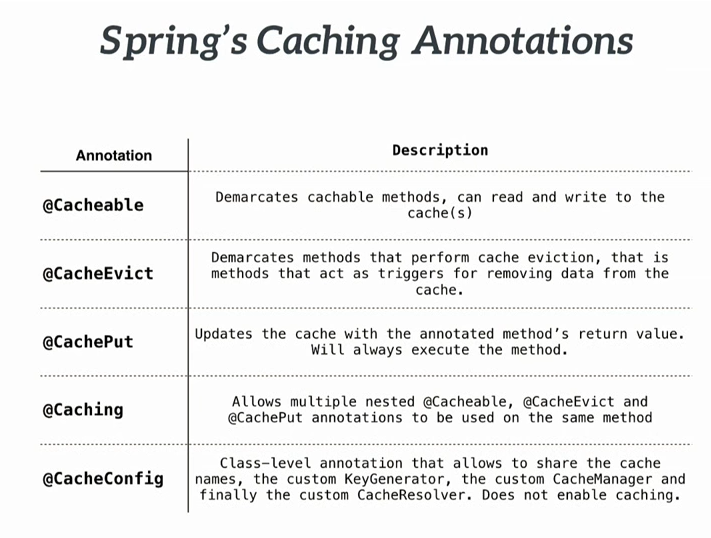 Spring's Caching Annotations
Annotation
Description
@Cacheable
Demarcates cachable methods, can read and write to the
cache(s)
@CacheEvict
Demarcates methods that perform cache eviction, that is
methods that act as triggers for removing data from the
cache.
@CachePut
Updates the cache with the annotated method's return value.
Will always execute the method.
@Caching
Allows multiple nested @Cacheable, @CacheEvict and
@CachePut annotations to be used on the same method
@CacheConfig
Class-level annotation that allows to share the cache
names, the custom KeyGenerator, the custom CacheManager and
finally the custom CacheResolver. Does not enable caching.